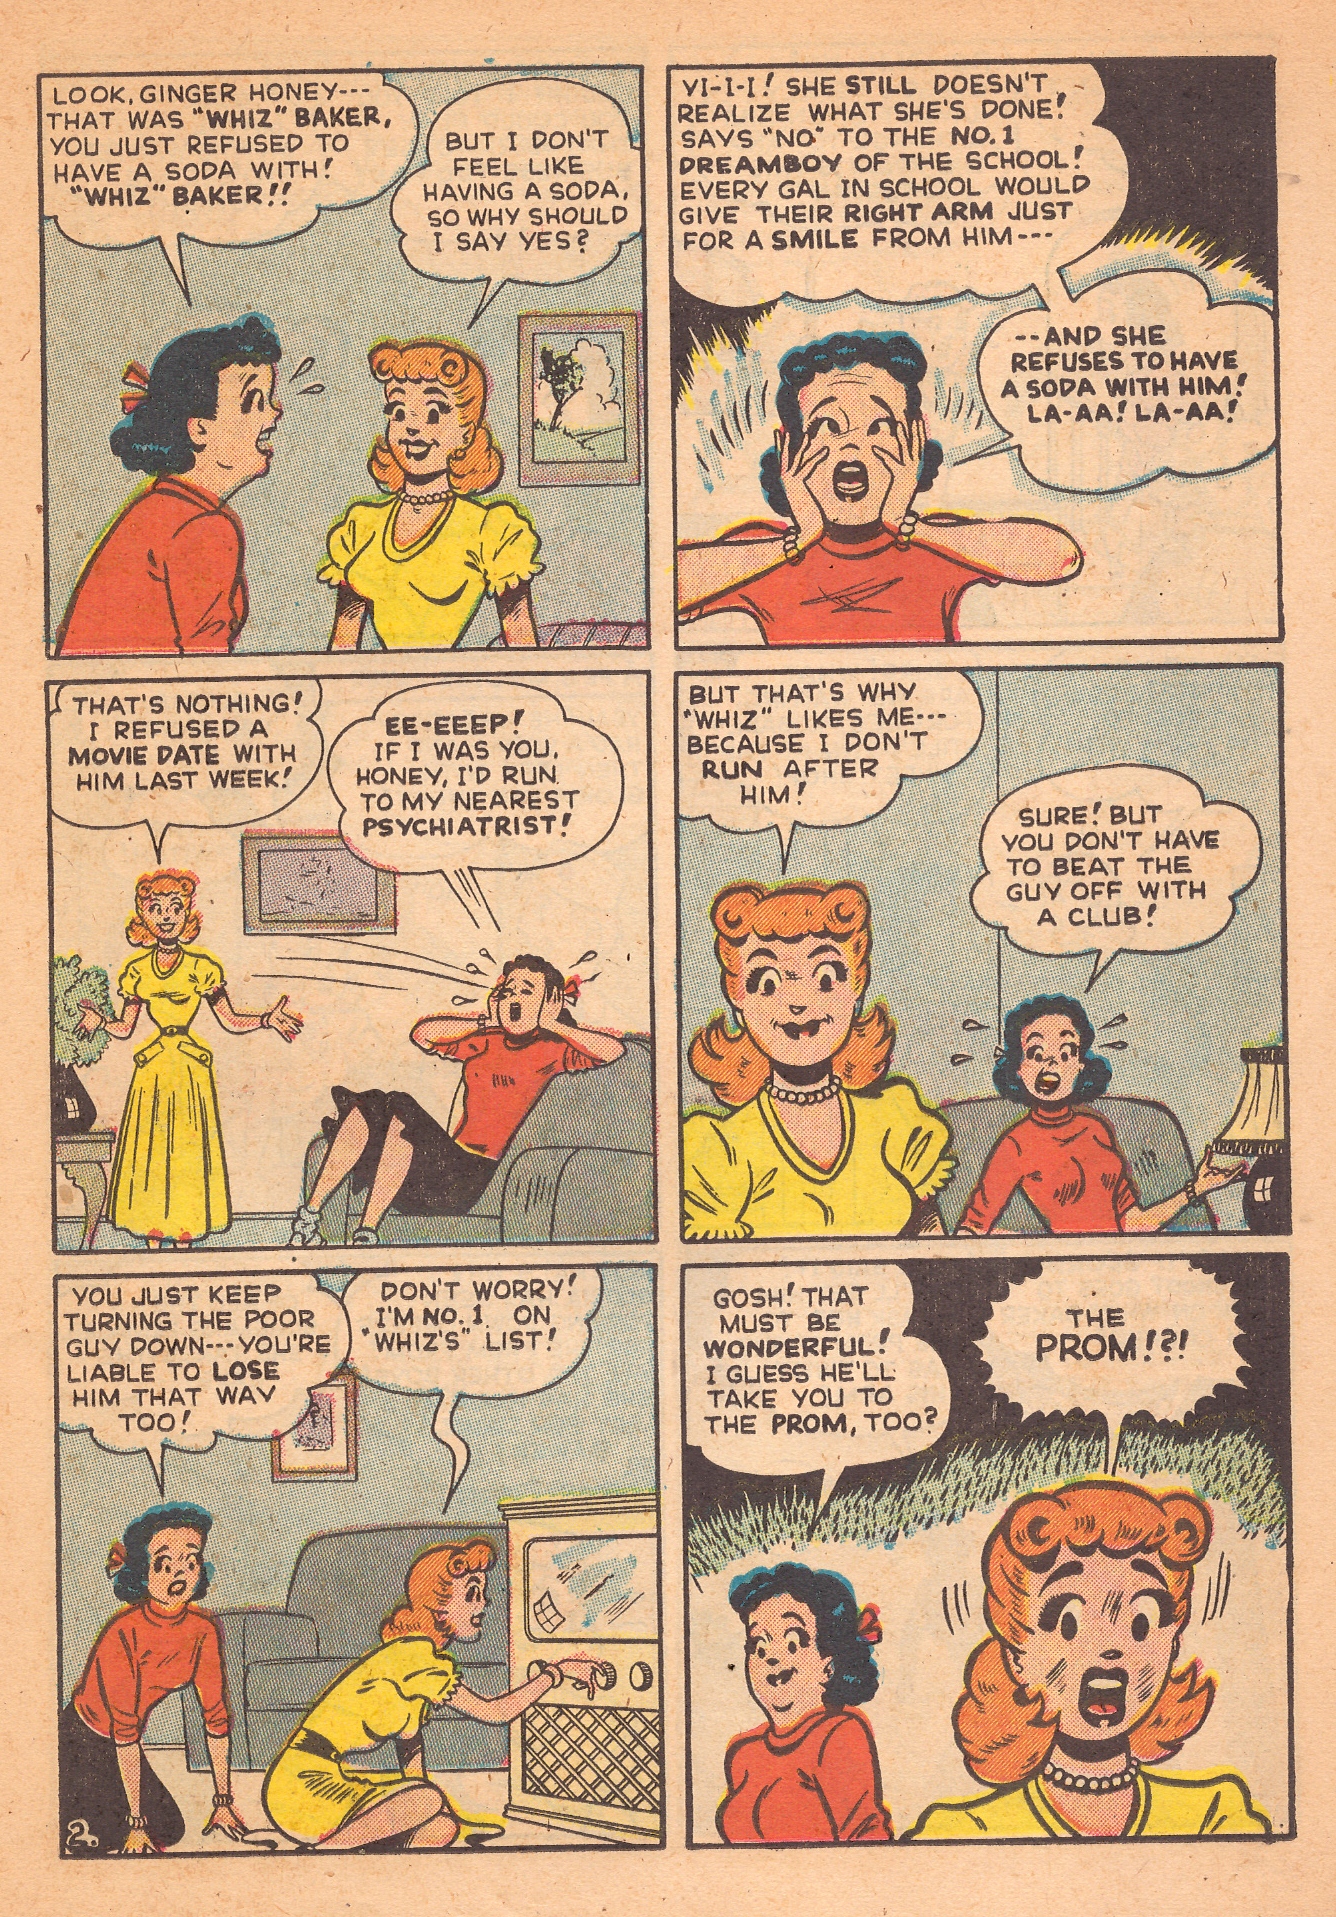 LOOK, GINGER HONEY---
THAT WAS "WHIZ" BAKER,
YOU JUST REFUSED TO
HAVE A SODA WITH!
"WHIZ" BAKER!!
BUT I DON'T
FEEL LIKE
HAVING A SODA,
SO WHY SHOULD
I SAY YES?
YI-I-I! SHE STILL DOESN'T
REALIZE WHAT SHE'S DONE!
SAYS "NO" TO THE NO.1
DREAMBOY OF THE SCHOOL!
EVERY GAL IN SCHOOL WOULD
GIVE THEIR RIGHT ARM JUST
FOR A SMILE FROM HIM---
--AND SHE
REFUSES TO HAVE
A SODA WITH HIM!
LA-AA! LA-AA!
THAT'S NOTHING!
I REFUSED A
MOVIE DATE WITH
HIM LAST WEEK!
EE-EEEP!
IF I WAS YOU,
HONEY, I'D RUN
TO MY NEAREST
PSYCHIATRIST!
BUT THAT'S WHY
"WHIZ" LIKES ME---
BECAUSE I DON'T
RUN AFTER
HIM!
SURE! BUT
YOU DON'T HAVE
TO BEAT THE
GUY OFF WITH
A CLUB!
YOU JUST KEEP
TURNING THE POOR
GUY DOWN---YOU'RE
LIABLE TO LOSE
HIM THAT WAY
TOO!
DON'T WORRY!
I'M NO.1 ON
"WHIZ'S" LIST!
GOSH! THAT
MUST BE
WONDERFUL!
I GUESS HE'LL
TAKE YOU TO
THE PROM, TOO?
THE
PROM!?!
2.